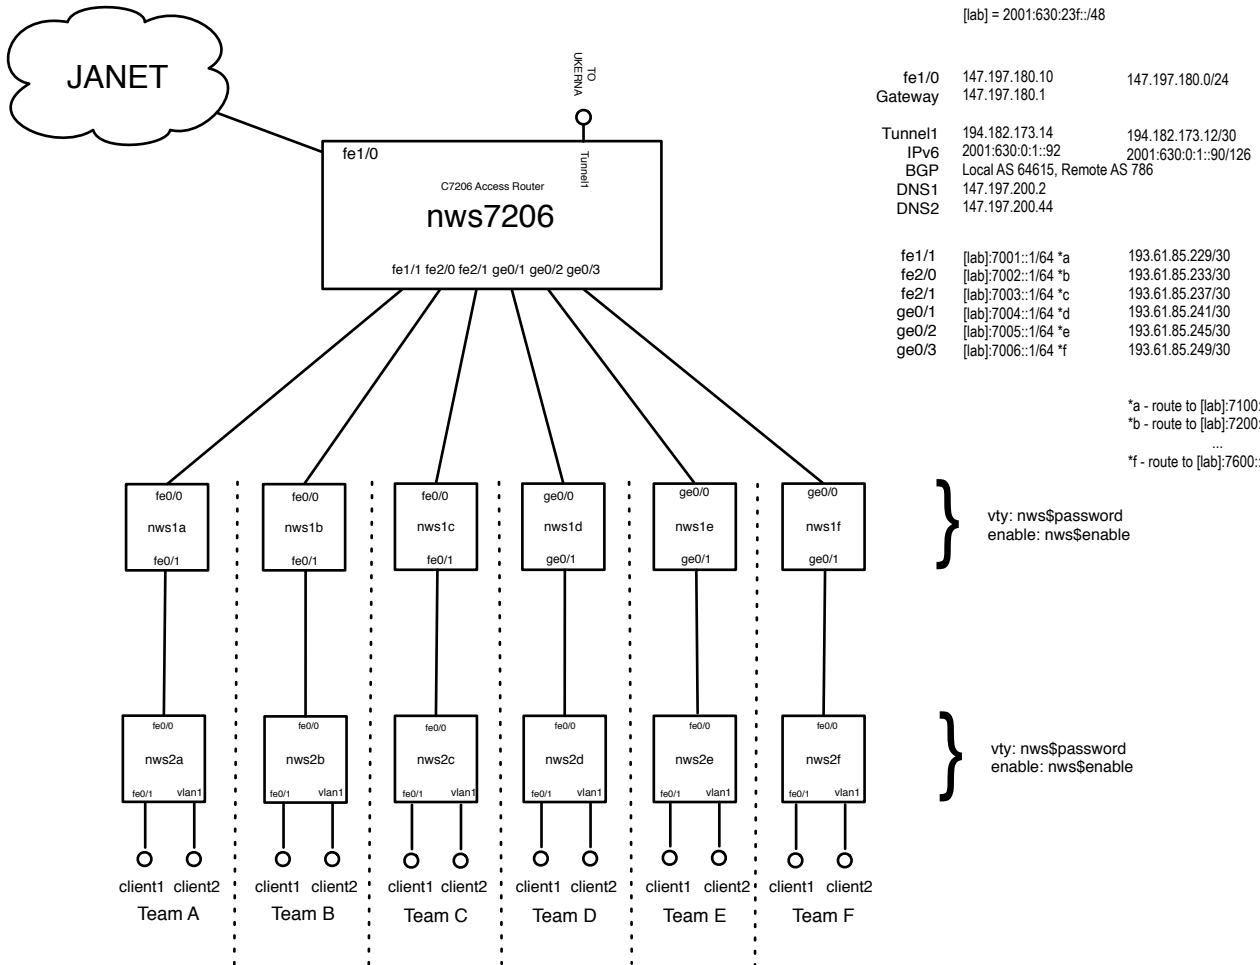 [lab] = 2001:630:23f::/48
JANET
TO
UKERNA
fe1/0 147.197.180.10 147.197.180.0/24
Gateway 147.197.180.1
Tunnel1 194.182.173.14 194.182.173.12/30
IPv6 2001:630:0:1::92 2001:630:0:1::90/126
BGP Local AS 64615, Remote AS 786
DNS1 147.197.200.2
DNS2 147.197.200.44
fe1/0
Tunnel1
C7206 Access Router
nws7206
fe1/1 fe2/0 fe2/1 ge0/1 ge0/2 ge0/3
fe1/1 [lab]:7001::1/64 *a 193.61.85.229/30
fe2/0 [lab]:7002::1/64 *b 193.61.85.233/30
fe2/1 [lab]:7003::1/64 *c 193.61.85.237/30
ge0/1 [lab]:7004::1/64 *d 193.61.85.241/30
ge0/2 [lab]:7005::1/64 *e 193.61.85.245/30
ge0/3 [lab]:7006::1/64 *f 193.61.85.249/30
*a - route to [lab]:7100:
*b - route to [lab]:7200:
...
*f - route to [lab]:7600::
fe0/0 fe0/0 fe0/0 ge0/0 ge0/0 ge0/0
nws1a nws1b nws1c nws1d nws1e nws1f
fe0/1 fe0/1 fe0/1 ge0/1 ge0/1 ge0/1
vty: nws$password
enable: nws$enable
fe0/0 fe0/0 fe0/0 fe0/0 fe0/0 fe0/0
nws2a nws2b nws2c nws2d nws2e nws2f
fe0/1 vlan1 fe0/1 vlan1 fe0/1 vlan1 fe0/1 vlan1 fe0/1 vlan1 fe0/1 vlan1
vty: nws$password
enable: nws$enable
client1 client2 client1 client2 client1 client2 client1 client2 client1 client2 client1 client2
Team A Team B Team C Team D Team E Team F